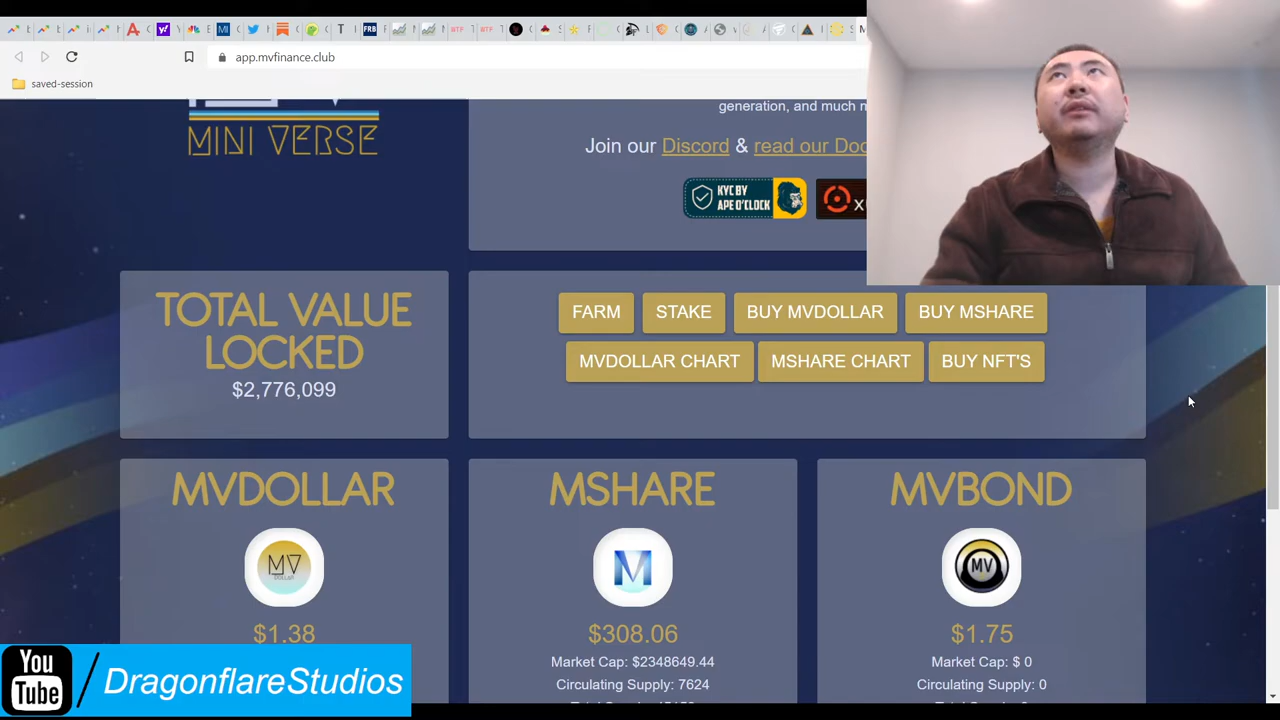 app.mvfinance.club
saved-session
MINI VERSE
generation, and much
Join our Discord & read our Doc
KYC BY
APE O'CLOCK
TOTAL VALUE
LOCKED
$2,776,099
FARM STAKE BUY MVDOLLAR BUY MSHARE
MVDOLLAR CHART MSHARE CHART BUY NFT'S
MVDOLLAR
MV
DOLLAR
$1.38
MSHARE
M
$308.06
Market Cap: $2348649.44
Circulating Supply: 7624
MVBOND
MV
$1.75
Market Cap: $ 0
Circulating Supply: 0
You
Tube
/DragonflareStudios